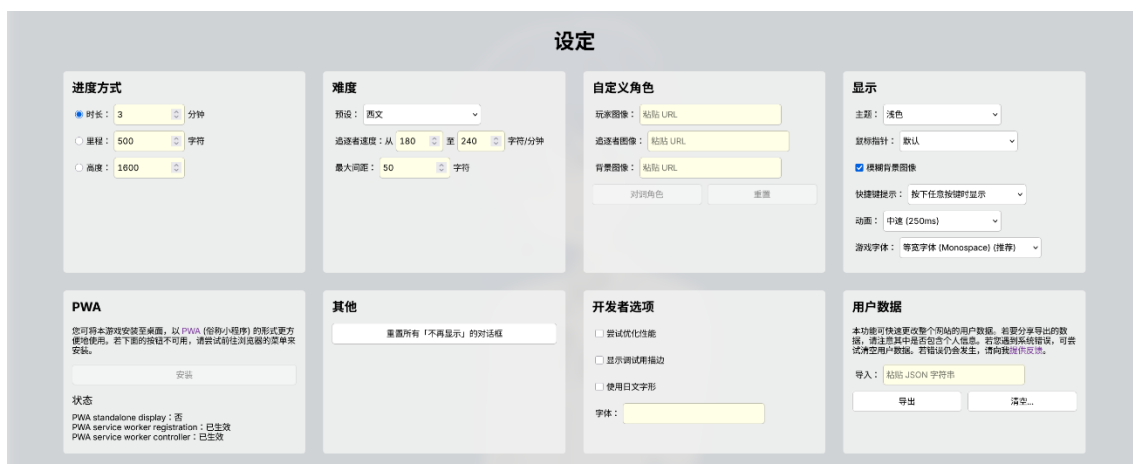 设定
进度方式
时长： 3 分钟
里程： 500 字符
高度： 1600
难度
预设： 西文
追逐者速度：从 180 至 240 字符/分钟
最大间距： 50 字符
自定义角色
玩家图像： 粘贴 URL
追逐者图像： 粘贴 URL
背景图像： 粘贴 URL
对调角色 重置
显示
主题： 浅色
鼠标指针： 默认
模糊背景图像
快捷键提示： 按下任意按键时显示
动画： 中速 (250ms)
游戏字体： 等宽字体 (Monospace) (推荐)
PWA
您可将本游戏安装至桌面，以 PWA (俗称小程序) 的形式更方
便地使用。若下面的按钮不可用，请尝试前往浏览器的菜单来
安装。
安装
状态
PWA standalone display：否
PWA service worker registration：已生效
PWA service worker controller：已生效
其他
重置所有「不再显示」的对话框
开发者选项
尝试优化性能
显示调试用描边
使用日文字形
字体：
用户数据
本功能可快速更改整个网站的用户数据。若要分享导出的数
据，请注意其中是否包含个人信息。若您遇到系统错误，可尝
试清空用户数据。若错误仍会发生，请向我提供反馈。
导入： 粘贴 JSON 字符串
导出 清空...